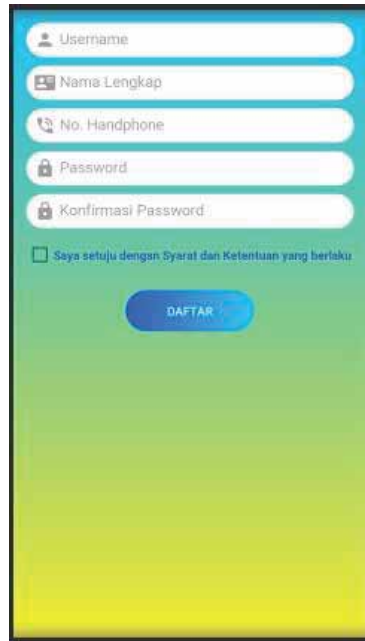 Username
Nama Lengkap
No. Handphone
Password
Konfirmasi Password
Saya setuju dengan Syarat dan Ketentuan yang berlaku
DAFTAR